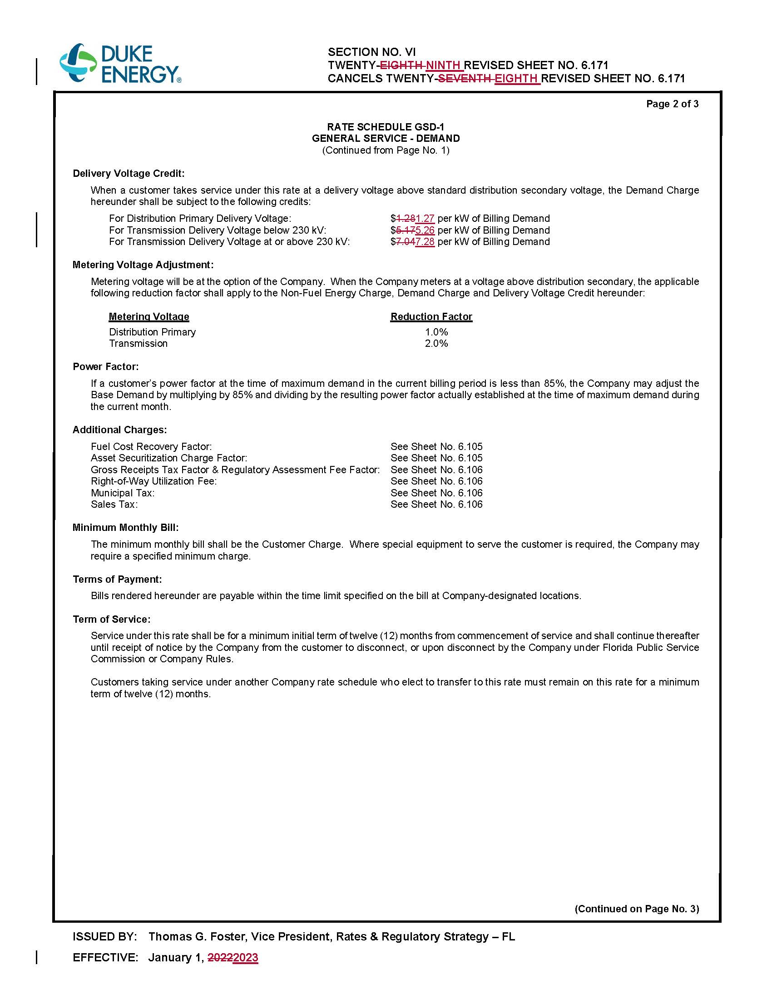 DUKE
ENERGY®
SECTION NO. VI
TWENTY-EIGHTH NINTH REVISED SHEET NO. 6.171
CANCELS TWENTY-SEVENTH EIGHTH REVISED SHEET NO. 6.171
Page 2 of 3
RATE SCHEDULE GSD-1
GENERAL SERVICE - DEMAND
(Continued from Page No. 1)
Delivery Voltage Credit:
When a customer takes service under this rate at a delivery voltage above standard distribution secondary voltage, the Demand Charge
hereunder shall be subject to the following credits:
For Distribution Primary Delivery Voltage: $1.281.27 per kW of Billing Demand
For Transmission Delivery Voltage below 230 kV: $5.175.26 per kW of Billing Demand
For Transmission Delivery Voltage at or above 230 kV: $7.047.28 per kW of Billing Demand
Metering Voltage Adjustment:
Metering voltage will be at the option of the Company. When the Company meters at a voltage above distribution secondary, the applicable
following reduction factor shall apply to the Non-Fuel Energy Charge, Demand Charge and Delivery Voltage Credit hereunder:
Metering Voltage Reduction Factor
Distribution Primary 1.0%
Transmission 2.0%
Power Factor:
If a customer’s power factor at the time of maximum demand in the current billing period is less than 85%, the Company may adjust the
Base Demand by multiplying by 85% and dividing by the resulting power factor actually established at the time of maximum demand during
the current month.
Additional Charges:
Fuel Cost Recovery Factor: See Sheet No. 6.105
Asset Securitization Charge Factor: See Sheet No. 6.105
Gross Receipts Tax Factor & Regulatory Assessment Fee Factor: See Sheet No. 6.106
Right-of-Way Utilization Fee: See Sheet No. 6.106
Municipal Tax: See Sheet No. 6.106
Sales Tax: See Sheet No. 6.106
Minimum Monthly Bill:
The minimum monthly bill shall be the Customer Charge. Where special equipment to serve the customer is required, the Company may
require a specified minimum charge.
Terms of Payment:
Bills rendered hereunder are payable within the time limit specified on the bill at Company-designated locations.
Term of Service:
Service under this rate shall be for a minimum initial term of twelve (12) months from commencement of service and shall continue thereafter
until receipt of notice by the Company from the customer to disconnect, or upon disconnect by the Company under Florida Public Service
Commission or Company Rules.
Customers taking service under another Company rate schedule who elect to transfer to this rate must remain on this rate for a minimum
term of twelve (12) months.
(Continued on Page No. 3)
ISSUED BY: Thomas G. Foster, Vice President, Rates & Regulatory Strategy – FL
EFFECTIVE: January 1, 20222023